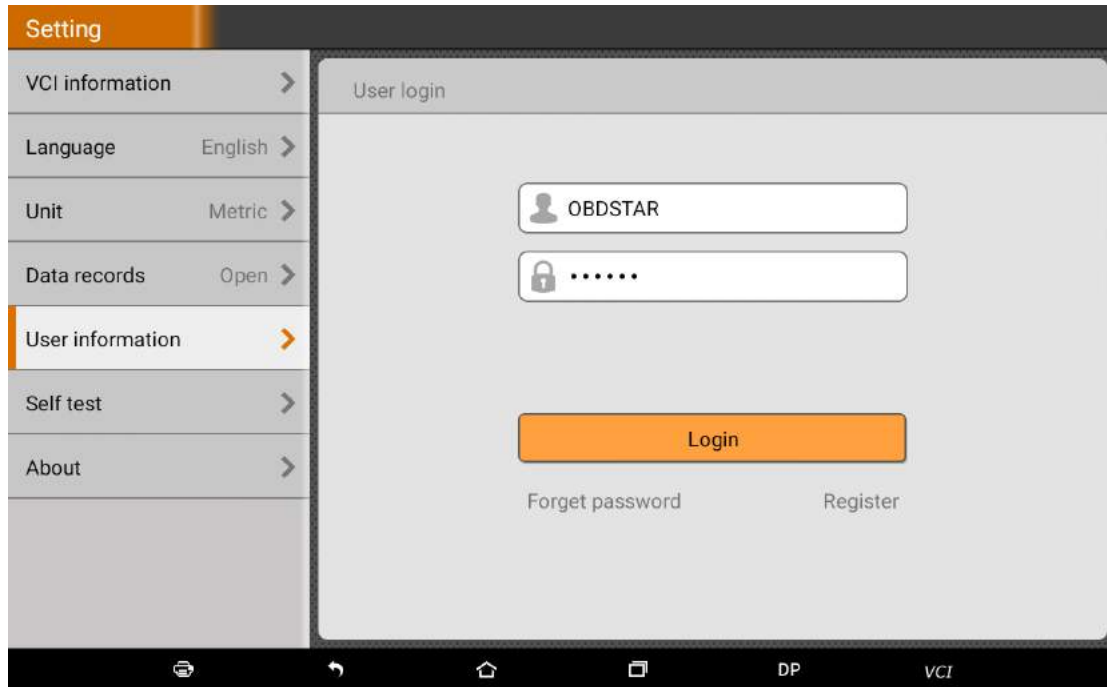 Setting
VCI information
Language English
Unit Metric
Data records Open
User information
Self test
About
User login
OBDSTAR
••••••
Login
Forget password Register
DP VCI